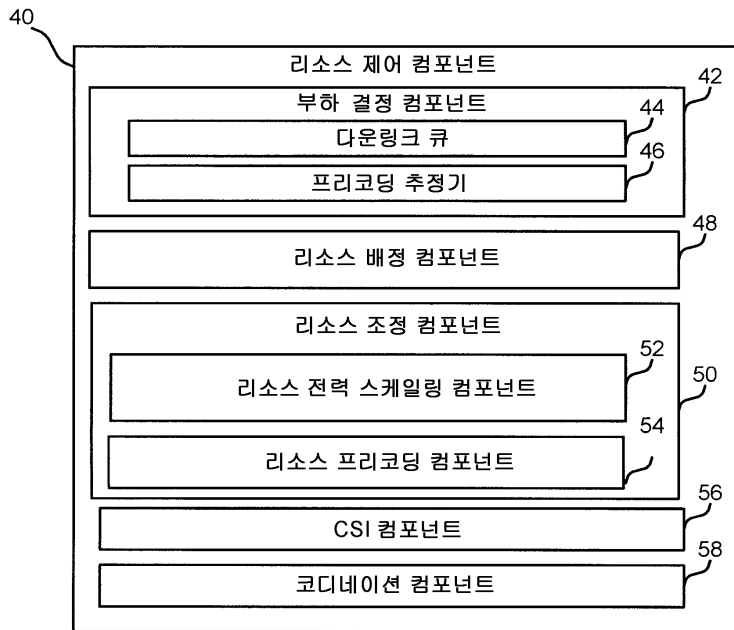 40
리소스 제어 컴포넌트
42
부하 결정 컴포넌트
44
다운링크 큐
46
프리코딩 추정기
48
리소스 배정 컴포넌트
리소스 조정 컴포넌트
52
50
리소스 전력 스케일링 컴포넌트
54
리소스 프리코딩 컴포넌트
56
CSI 컴포넌트
58
코디네이션 컴포넌트